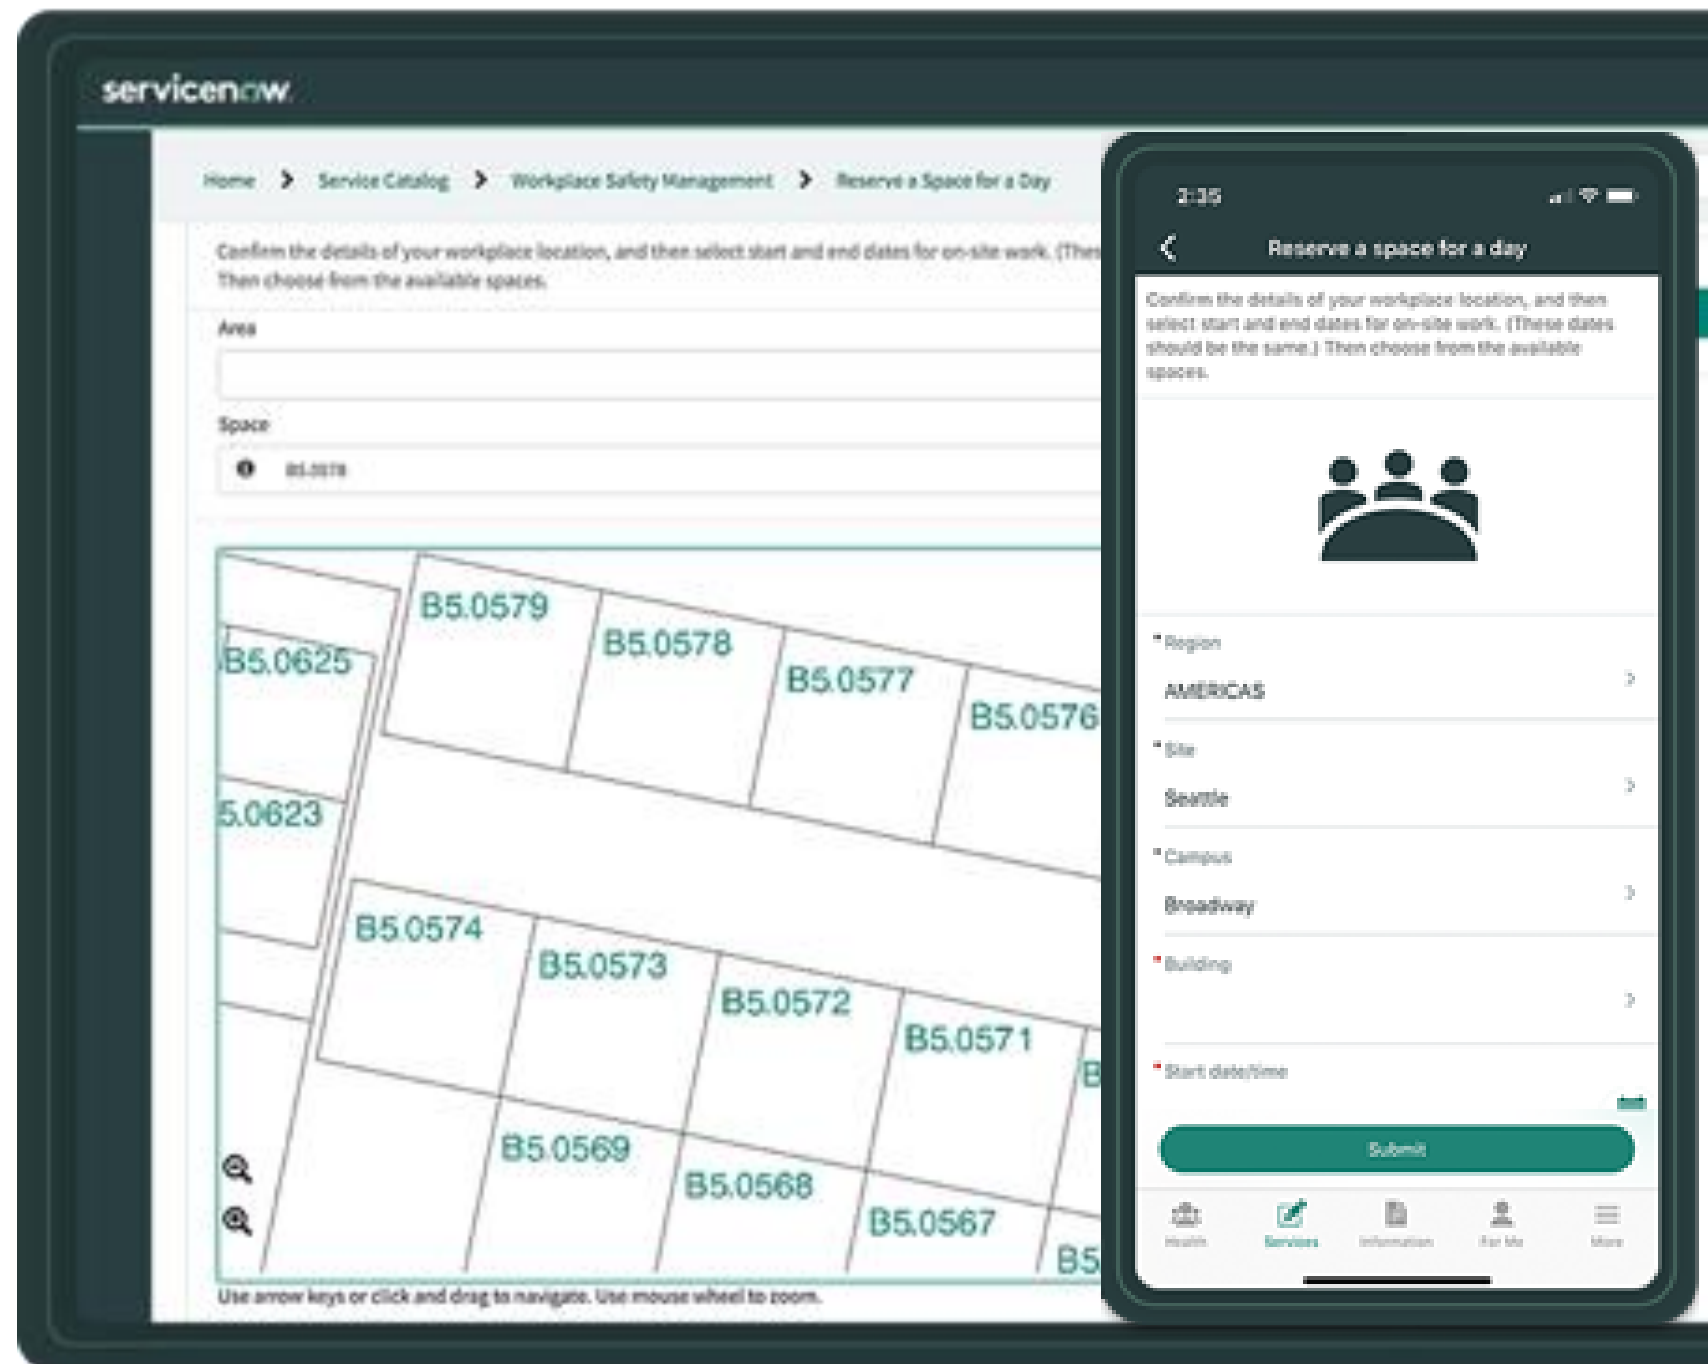 servicenow
Home > Service Catalog > Workplace Safety Management > Reserve a Space for a Day
Confirm the details of your workplace location, and then select start and end dates for on-site work. (Thes
Then choose from the available spaces.
Area
Space
B5.0578
B5.0579
B5.0578
B5.0577
B5.0576
B5.0625
5.0623
B5.0574
B5.0573
B5.0572
B5.0571
B
B5.0569
B5.0568
B5.0567
B5
Use arrow keys or click and drag to navigate. Use mouse wheel to zoom.
2:35
Reserve a space for a day
Confirm the details of your workplace location, and then
select start and end dates for on-site work. (These dates
should be the same.) Then choose from the available
spaces.
*Region
AMERICAS
*Site
Seattle
*Campus
Broadway
*Building
*Start date/time
Submit
Health
Services
Information
For Me
More